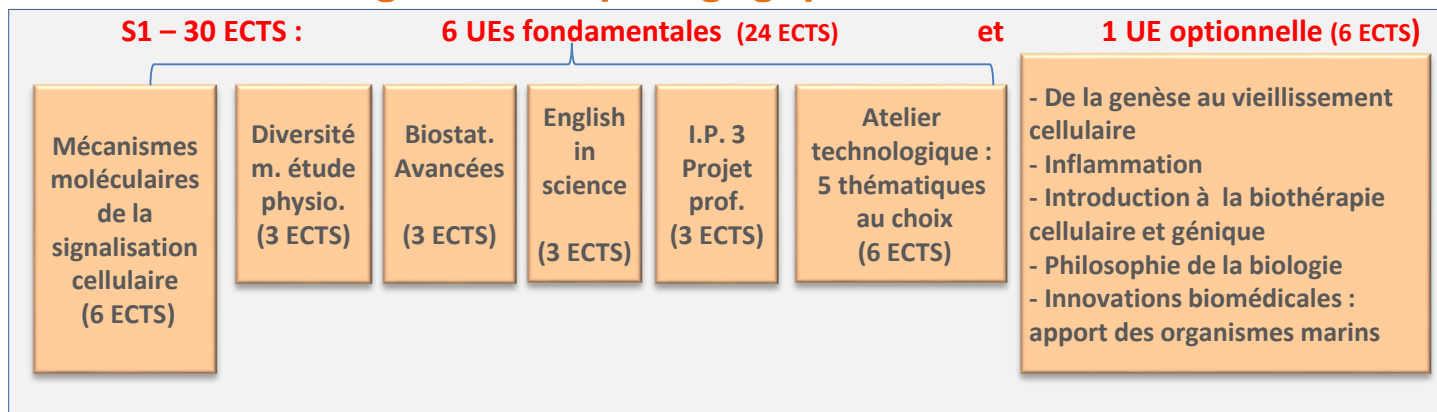 S1 – 30 ECTS : 6 UEs fondamentales (24 ECTS) et 1 UE optionnelle (6 ECTS)
Mécanismes
moléculaires
de la
signalisation
cellulaire
(6 ECTS)
Diversité
m. étude
physio.
(3 ECTS)
Biostat.
Avancées
(3 ECTS)
English
in
science
(3 ECTS)
I.P. 3
Projet
prof.
(3 ECTS)
Atelier
technologique :
5 thématiques
au choix
(6 ECTS)
- De la genèse au vieillissement
cellulaire
- Inflammation
- Introduction à la biothérapie
cellulaire et génique
- Philosophie de la biologie
- Innovations biomédicales :
apport des organismes marins